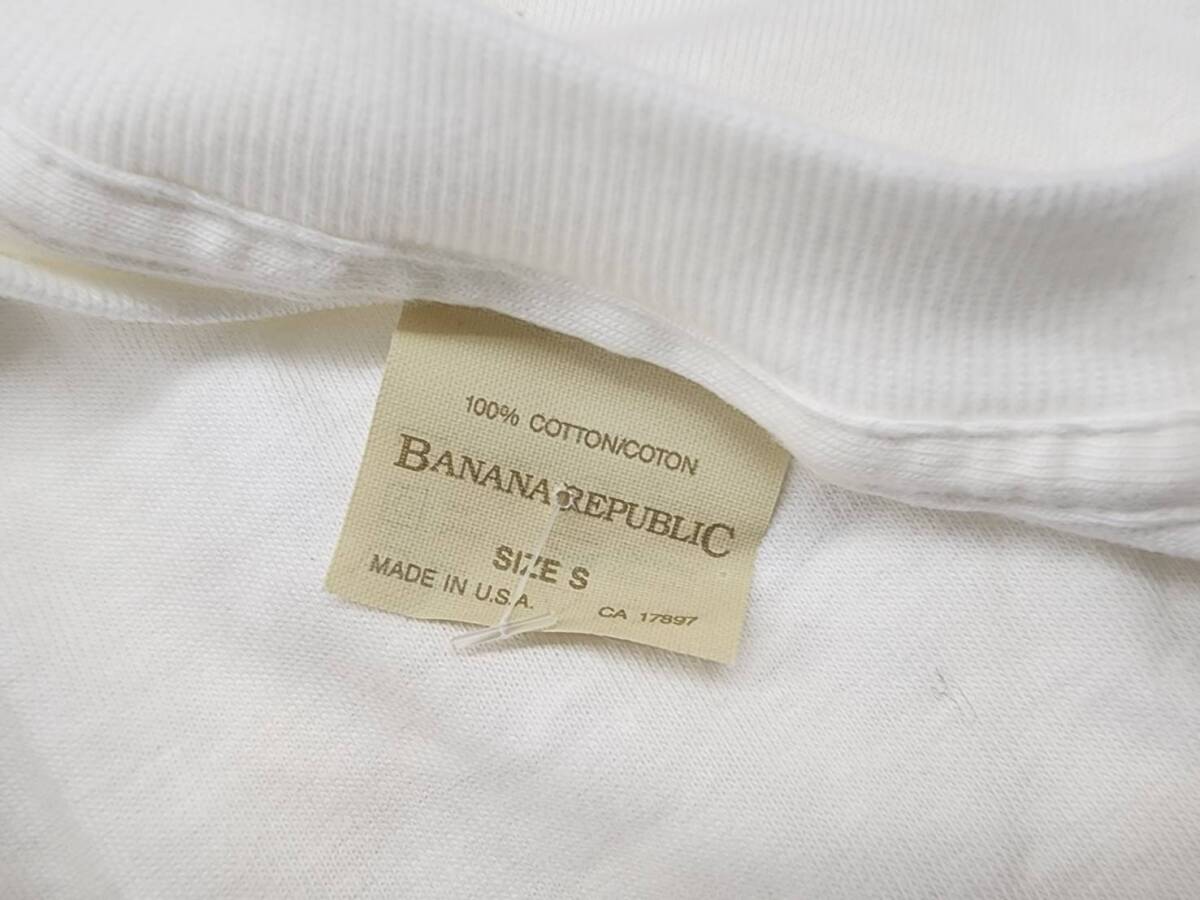 100% COTTON/COTON
BANANA REPUBLIC
SIZE S
MADE IN U.S.A. CA 17897